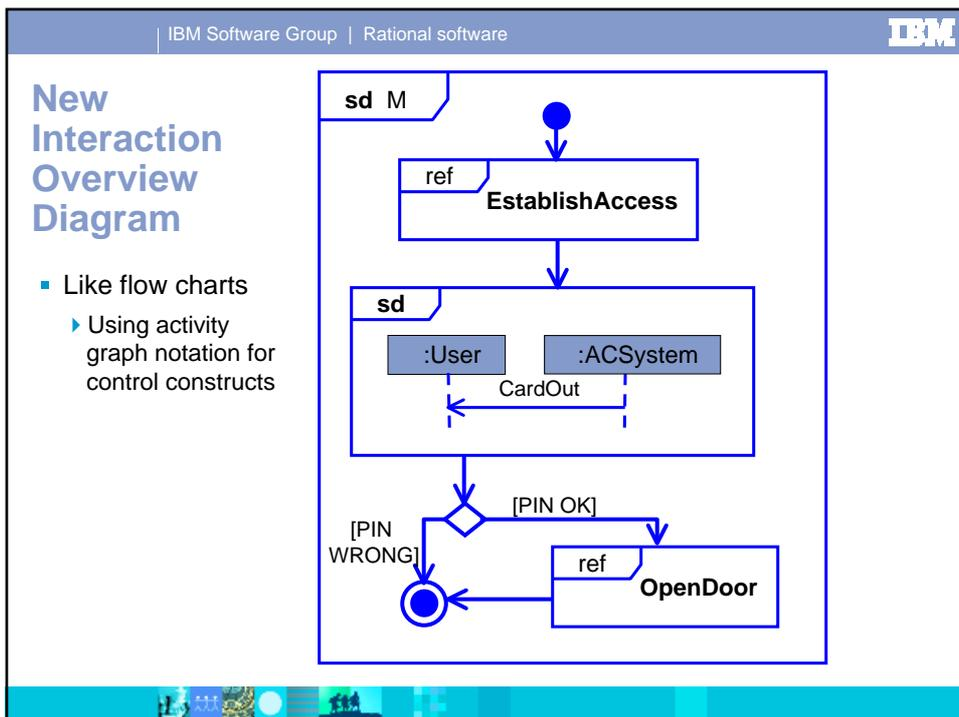 IBM Software Group | Rational software
IBM
New
Interaction
Overview
Diagram
Like flow charts
Using activity
graph notation for
control constructs
sd M
ref
EstablishAccess
sd
:User
:ACSystem
CardOut
[PIN OK]
[PIN
WRONG]
ref
OpenDoor